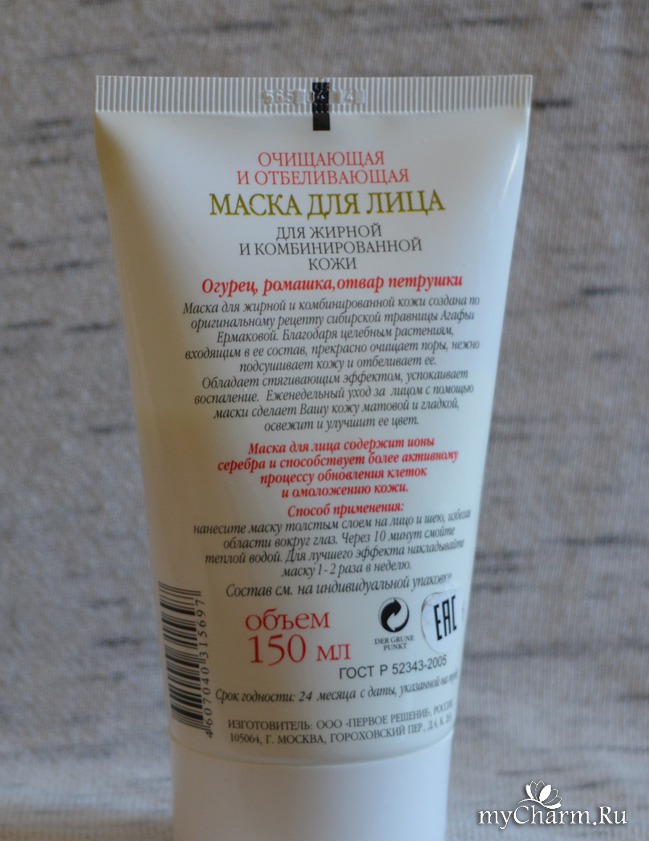 ОЧИЩАЮЩАЯ
И ОТБЕЛИВАЮЩАЯ
МАСКА ДЛЯ ЛИЦА
ДЛЯ ЖИРНОЙ
И КОМБИНИРОВАННОЙ
КОЖИ
Огурец, ромашка,отвар петрушки
Маска для жирной и комбинированной кожи создана по
оригинальному рецепту сибирской травницы Агафьи
Ермаковой. Благодаря целебным растениям,
входящим в ее состав, прекрасно очищает поры, нежно
подсушивает кожу и отбеливает ее.
Обладает стягивающим эффектом, успокаивает
воспаление. Еженедельный уход за лицом с помощью
маски сделает Вашу кожу матовой и гладкой,
освежит и улучшит ее цвет.
Маска для лица содержит ионы
серебра и способствует более активному
процессу обновления клеток
и омоложению кожи.
Способ применения:
нанесите маску толстым слоем на лицо и шею, избегая
области вокруг глаз. Через 10 минут смойте
теплой водой. Для лучшего эффекта накладывайте
маску 1-2 раза в неделю.
Состав см. на индивидуальной упаковке
объем
150 мл
DER GRUNE
PUNKT
EAC
ГОСТ Р 52343-2005
4607040315697
Срок годности: 24 месяца с даты, указанной на
ИЗГОТОВИТЕЛЬ: ООО "ПЕРВОЕ РЕШЕНИЕ",
105064, Г. МОСКВА, ГОРОХОВСКИЙ ПЕР.,
myCharm.Ru